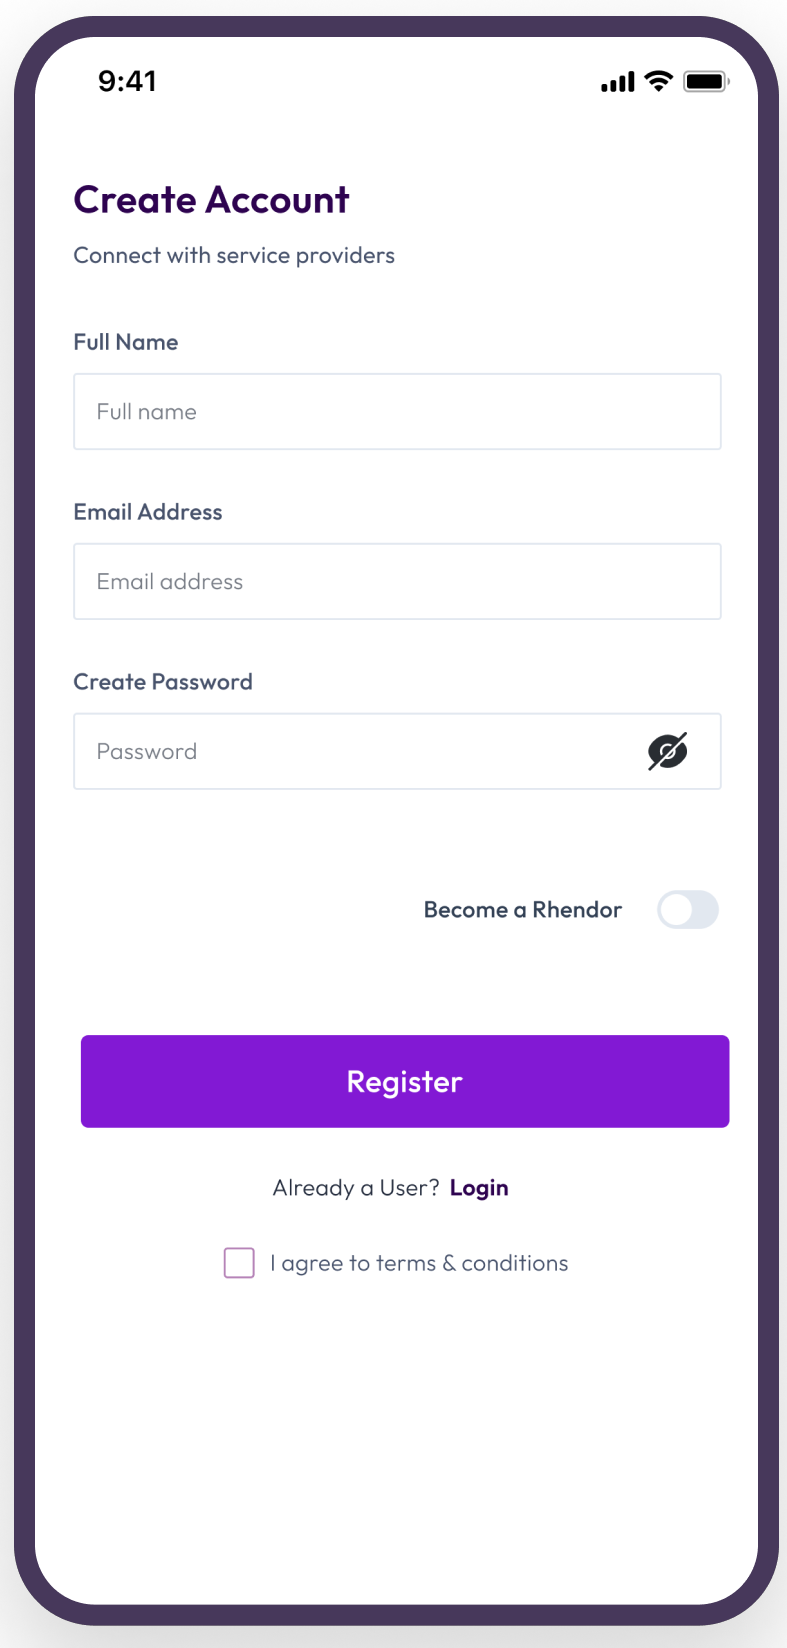 9:41
Create Account
Connect with service providers
Full Name
Full name
Email Address
Email address
Create Password
Password
Become a Rhendor
Register
Already a User? Login
I agree to terms & conditions